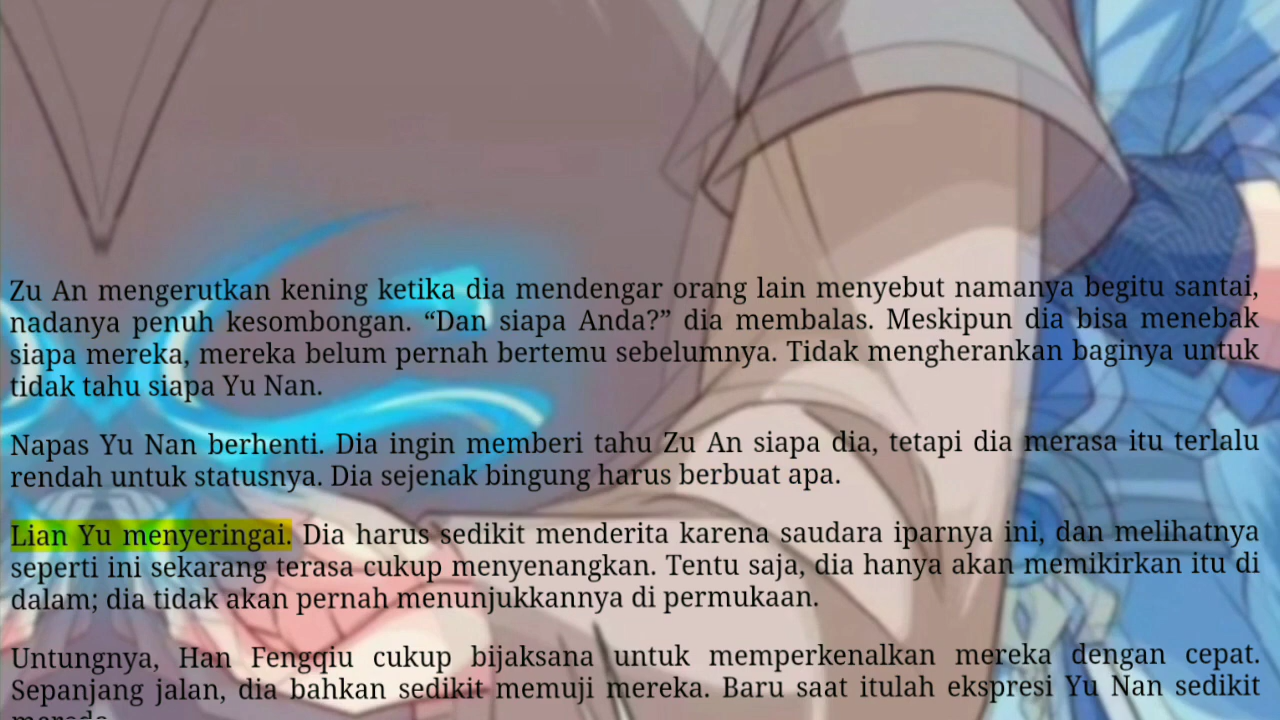 Zu An mengerutkan kening ketika dia mendengar orang lain menyebut namanya begitu santai,
nadanya penuh kesombongan. “Dan siapa Anda?” dia membalas. Meskipun dia bisa menebak
siapa mereka, mereka belum pernah bertemu sebelumnya. Tidak mengherankan baginya untuk
tidak tahu siapa Yu Nan.
Napas Yu Nan berhenti. Dia ingin memberi tahu Zu An siapa dia, tetapi dia merasa itu terlalu
rendah untuk statusnya. Dia sejenak bingung harus berbuat apa.
Lian Yu menyeringai. Dia harus sedikit menderita karena saudara iparnya ini, dan melihatnya
seperti ini sekarang terasa cukup menyenangkan. Tentu saja, dia hanya akan memikirkan itu di
dalam; dia tidak akan pernah menunjukkannya di permukaan.
Untungnya, Han Fengqiu cukup bijaksana untuk memperkenalkan mereka dengan cepat.
Sepanjang jalan, dia bahkan sedikit memuji mereka. Baru saat itulah ekspresi Yu Nan sedikit